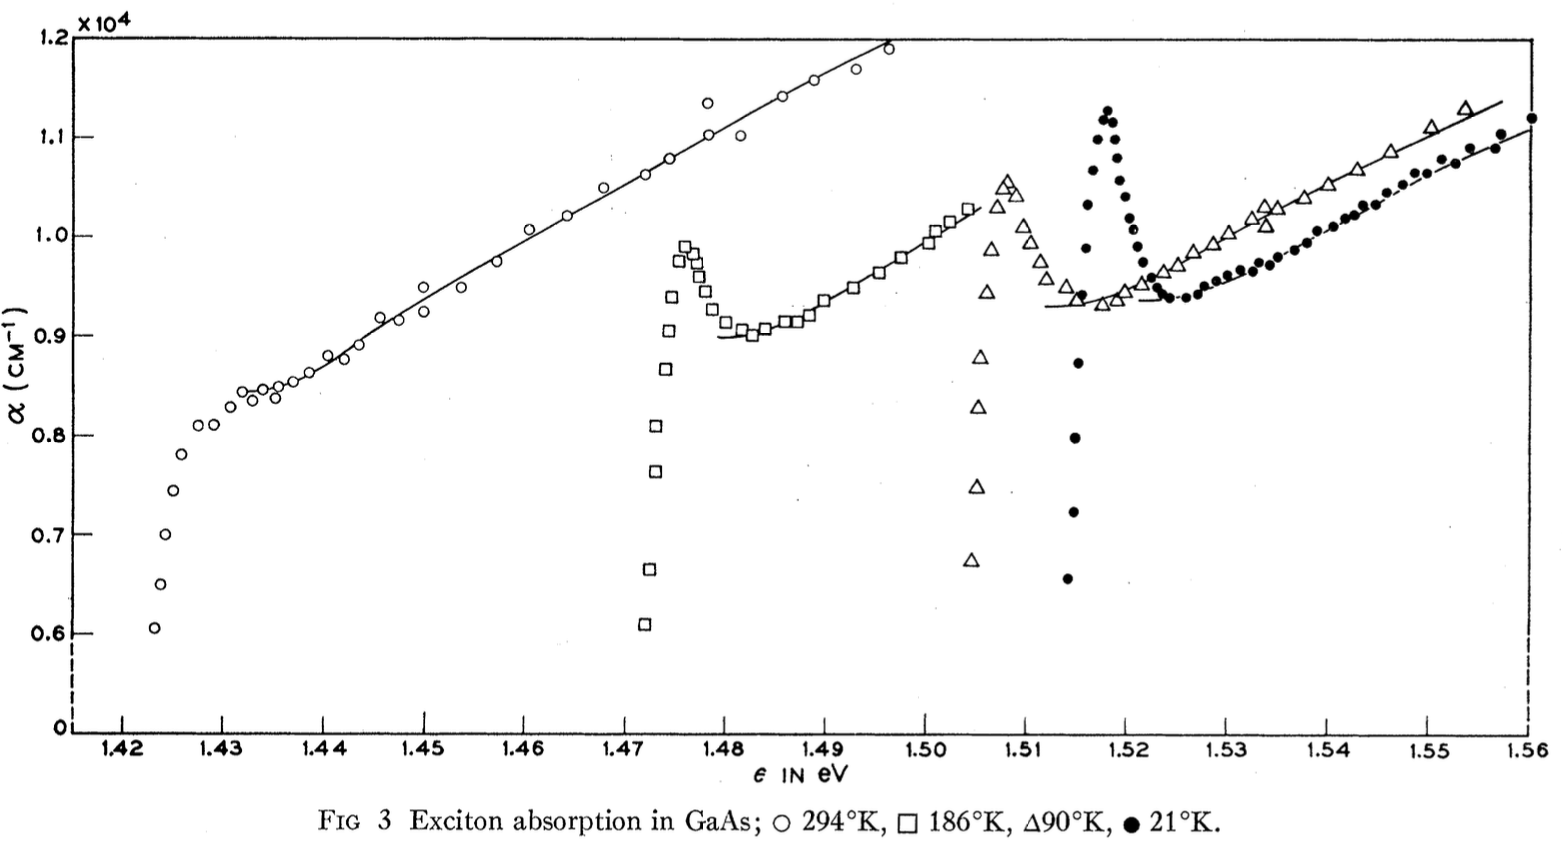 ×10⁴
1.2
1.1
1.0
0.9
0.8
0.7
0.6
0
α (CM⁻¹)
1.42 1.43 1.44 1.45 1.46 1.47 1.48 1.49 1.50 1.51 1.52 1.53 1.54 1.55 1.56
ϵ IN eV
FIG 3 Exciton absorption in GaAs; ○ 294°K, □ 186°K, Δ90°K, ● 21°K.